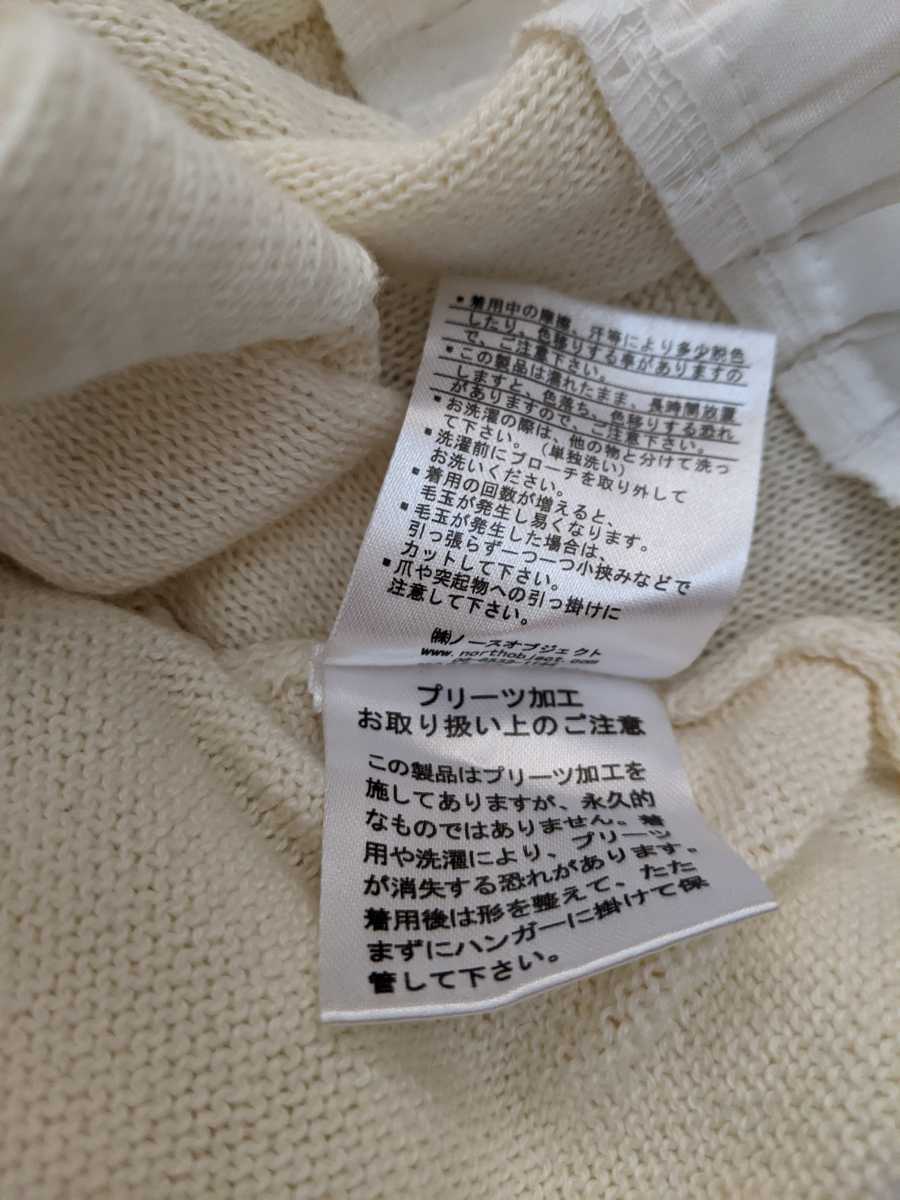 ・着用中の摩擦、汗等により多少脱色
したり、色移りする事がありますの
で、ご注意下さい。
・この製品は濡れたまま、長時間放置
しますと、色落ち、色移りする恐れ
がありますので、ご注意下さい。
・お洗濯の際は、他の物と分けて洗っ
て下さい。（単独洗い）
・洗濯前にブローチを取り外して
お洗いください。
・着用の回数が増えると、
毛玉が発生し易くなります。
・毛玉が発生した場合は、
引っ張らず一つ一つ小挟みなどで
カットして下さい。
・爪や突起物への引っ掛けに
注意して下さい。
㈱ノースオブジェクト
www.northobject.com
プリーツ加工
お取り扱い上のご注意
この製品はプリーツ加工を
施してありますが、永久的
なものではありません。着
用や洗濯により、プリーツ
が消失する恐れがあります。
着用後は形を整えて、たた
まずにハンガーに掛けて保
管して下さい。